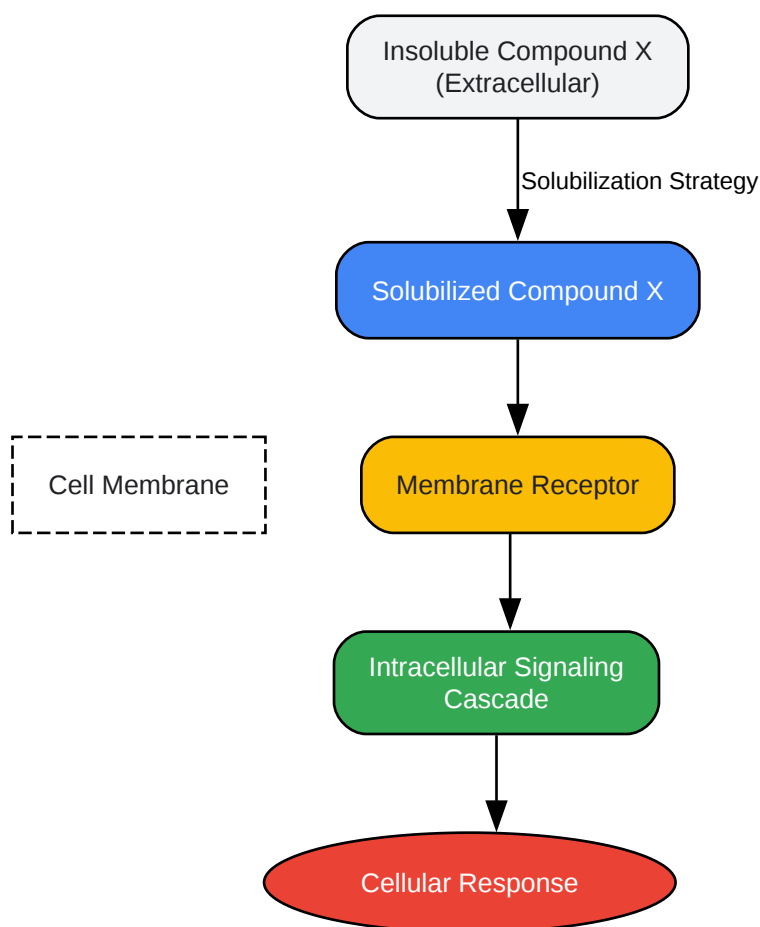 Insoluble Compound X
(Extracellular)
Solubilization Strategy
Solubilized Compound X
Cell Membrane
Membrane Receptor
Intracellular Signaling
Cascade
Cellular Response